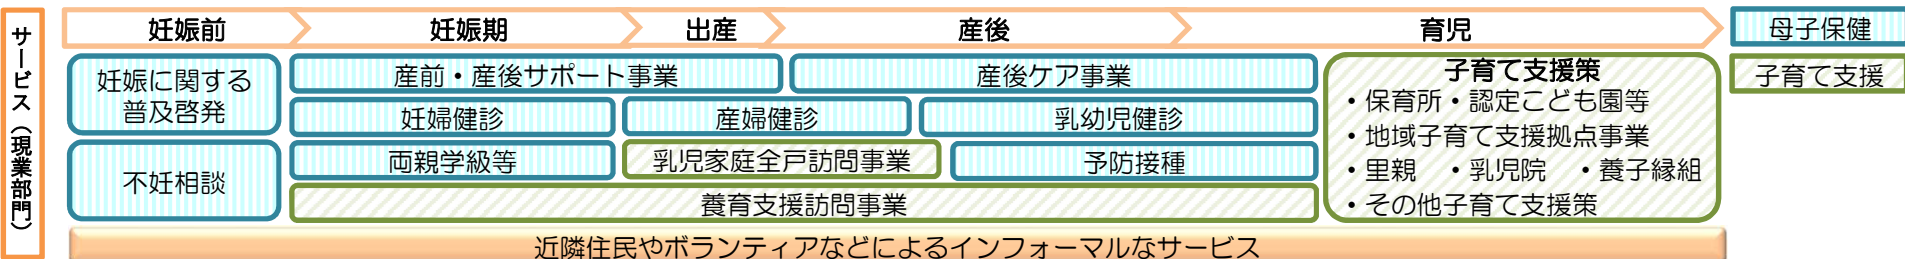 サービス（現業部門）
妊娠前
妊娠期
出産
産後
育児
母子保健
子育て支援
妊娠に関する
普及啓発
不妊相談
産前・産後サポート事業
産後ケア事業
妊婦健診
産婦健診
乳幼児健診
両親学級等
乳児家庭全戸訪問事業
予防接種
養育支援訪問事業
子育て支援策
・保育所・認定こども園等
・地域子育て支援拠点事業
・里親　・乳児院　・養子縁組
・その他子育て支援策
近隣住民やボランティアなどによるインフォーマルなサービス